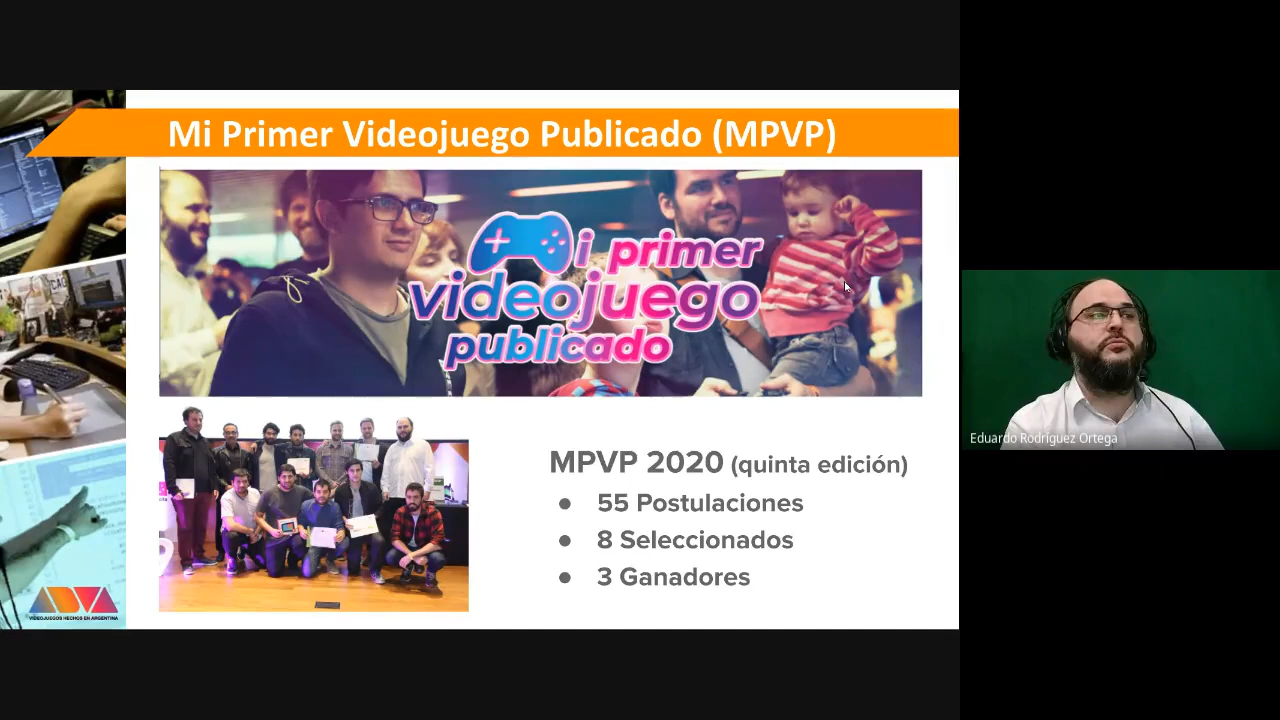 Mi Primer Videojuego Publicado (MPVP)
i primer
videojuego
publicado
MPVP 2020 (quinta edición)
● 55 Postulaciones
● 8 Seleccionados
● 3 Ganadores
ADVA
VIDEOJUEGOS HECHOS EN ARGENTINA
Eduardo Rodríguez Ortega